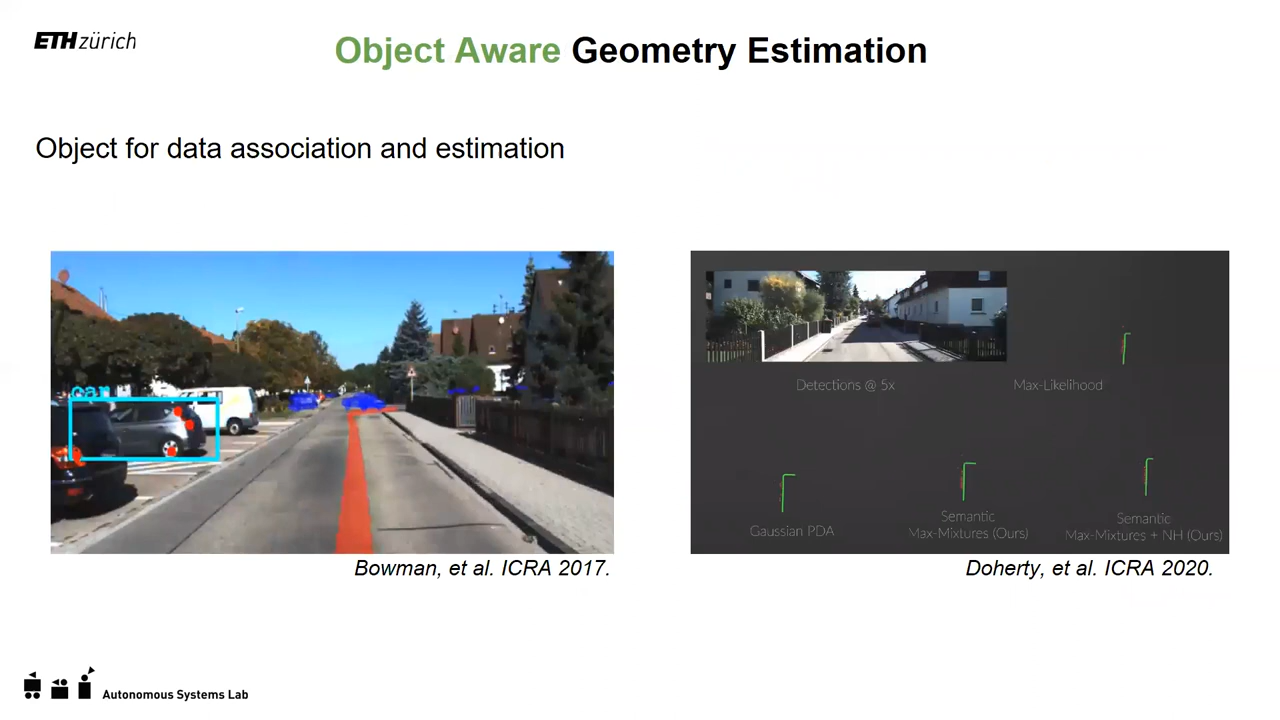 ETH zürich
Object Aware Geometry Estimation
Object for data association and estimation
car
Detections @ 5x
Max-Likelihood
Gaussian PDA
Semantic
Max-Mixtures (Ours)
Semantic
Max-Mixtures + NH (Ours)
Bowman, et al. ICRA 2017.
Doherty, et al. ICRA 2020.
Autonomous Systems Lab